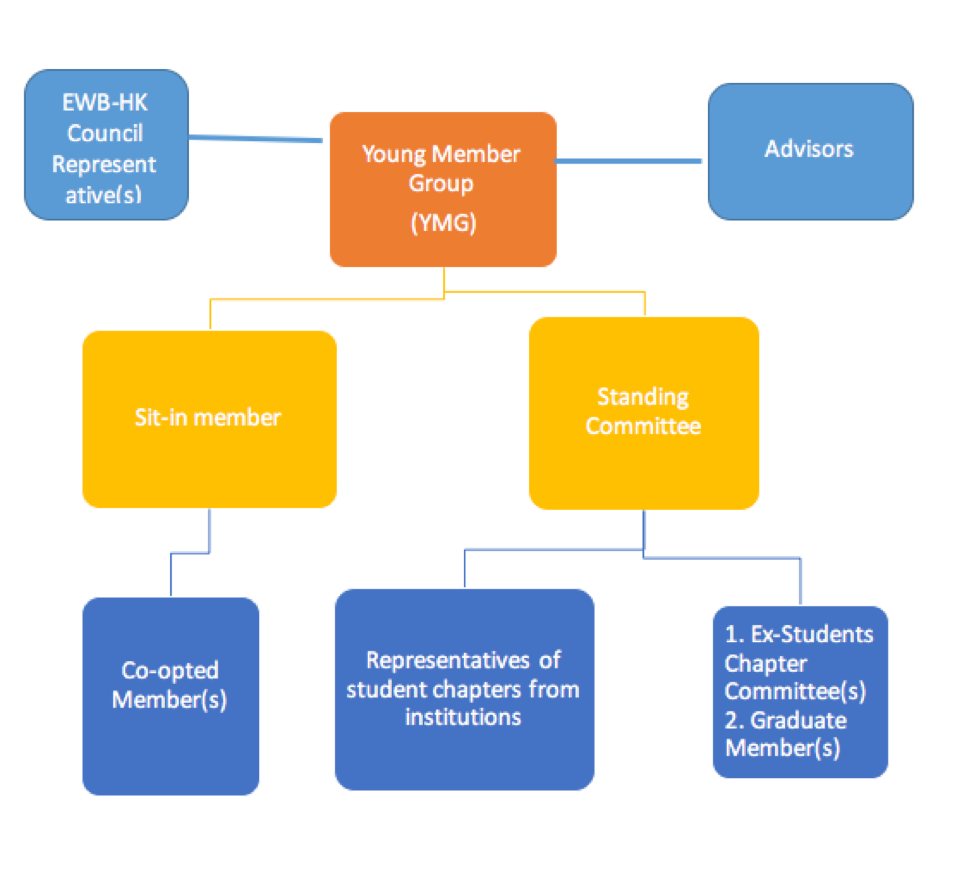 EWB-HK
Council
Represent
ative(s)
Young Member
Group
(YMG)
Advisors
Sit-in member
Standing
Committee
Co-opted
Member(s)
Representatives of
student chapters from
institutions
1. Ex-Students
Chapter
Committee(s)
2. Graduate
Member(s)